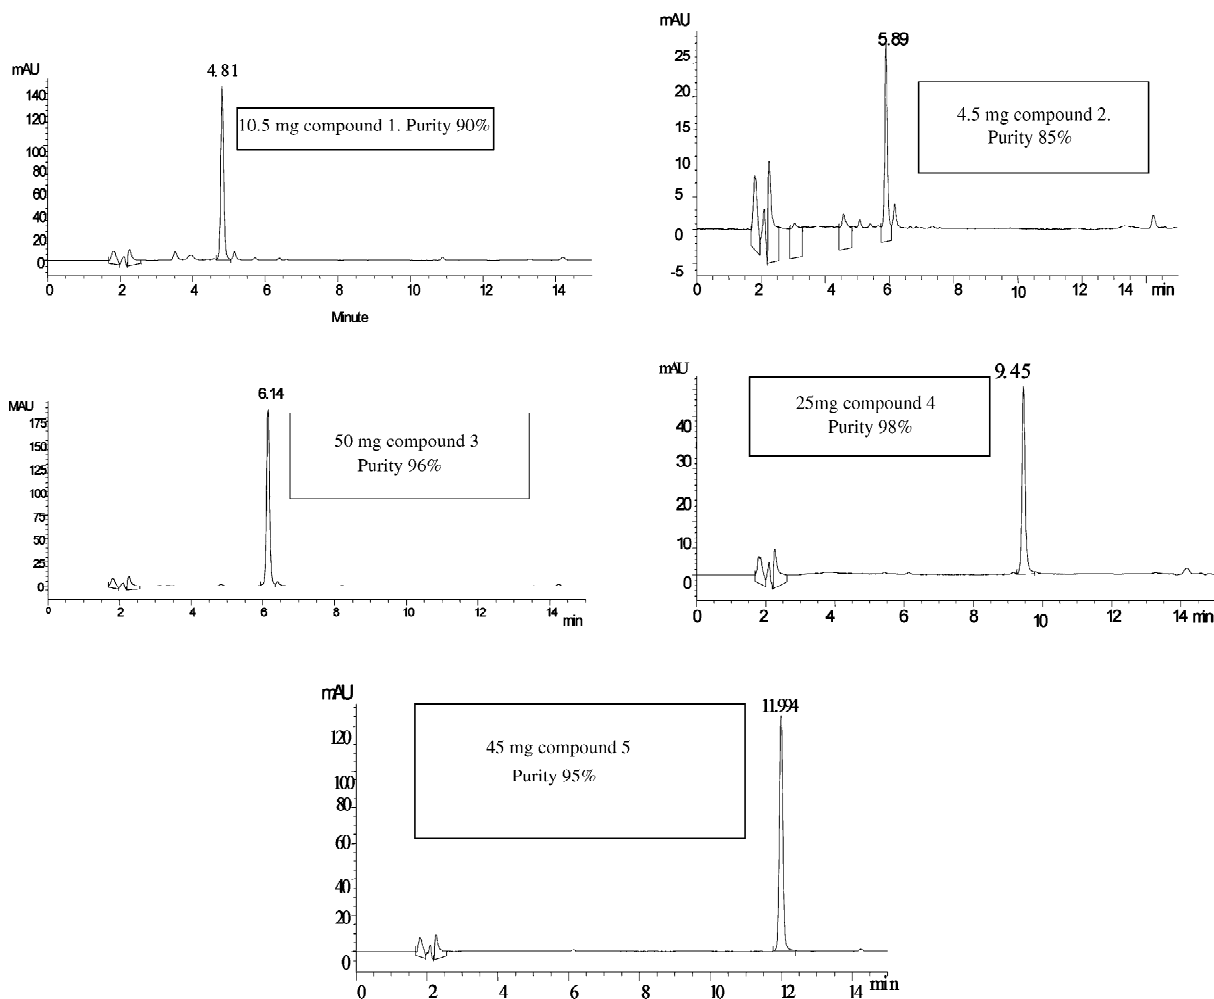 mAU
4.81
140
120
100
80
60
40
20
0
10.5 mg compound 1. Purity 90%
0 2 4 6 8 10 12 14
Minute
mAU
5.89
25
20
15
10
5
0
-5
4.5 mg compound 2.
Purity 85%
0 2 4 6 8 10 12 14 min
MAU
6.14
175
150
125
100
75
50
25
0
50 mg compound 3
Purity 96%
0 2 4 6 8 10 12 14 min
mAU
9.45
40
30
20
10
0
25mg compound 4
Purity 98%
0 2 4 6 8 10 12 14 min
mAU
11.994
120
100
80
60
40
20
0
45 mg compound 5
Purity 95%
0 2 4 6 8 10 12 14 min